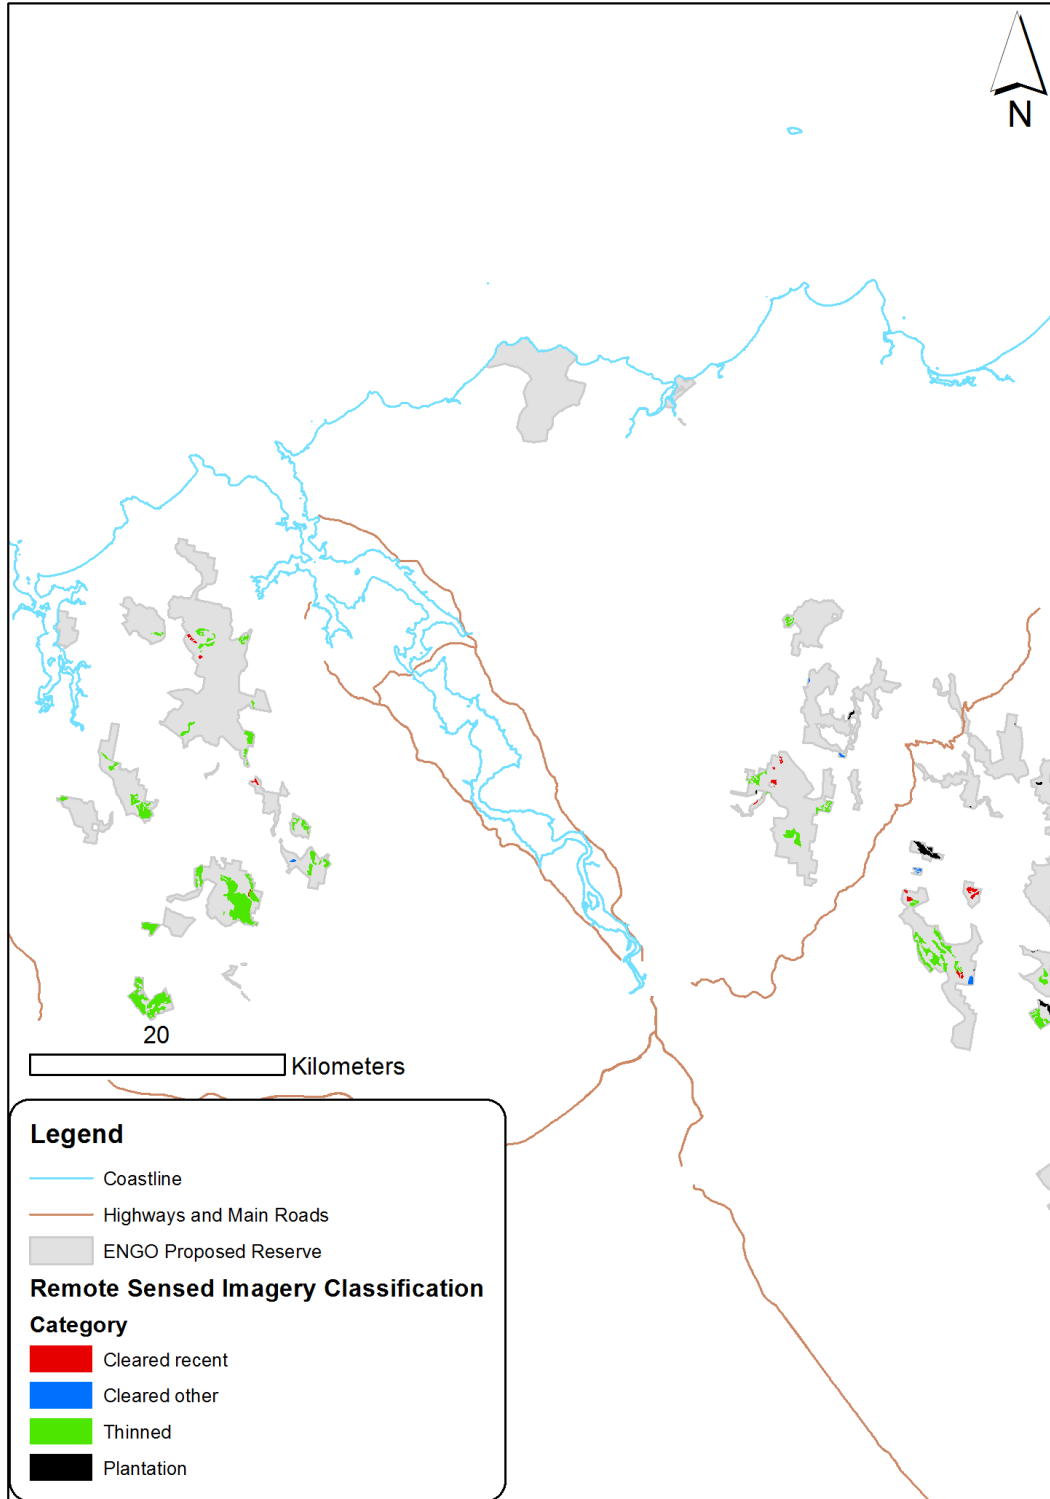 N
20
Kilometers
Legend
Coastline
Highways and Main Roads
ENGO Proposed Reserve
Remote Sensed Imagery Classification
Category
Cleared recent
Cleared other
Thinned
Plantation